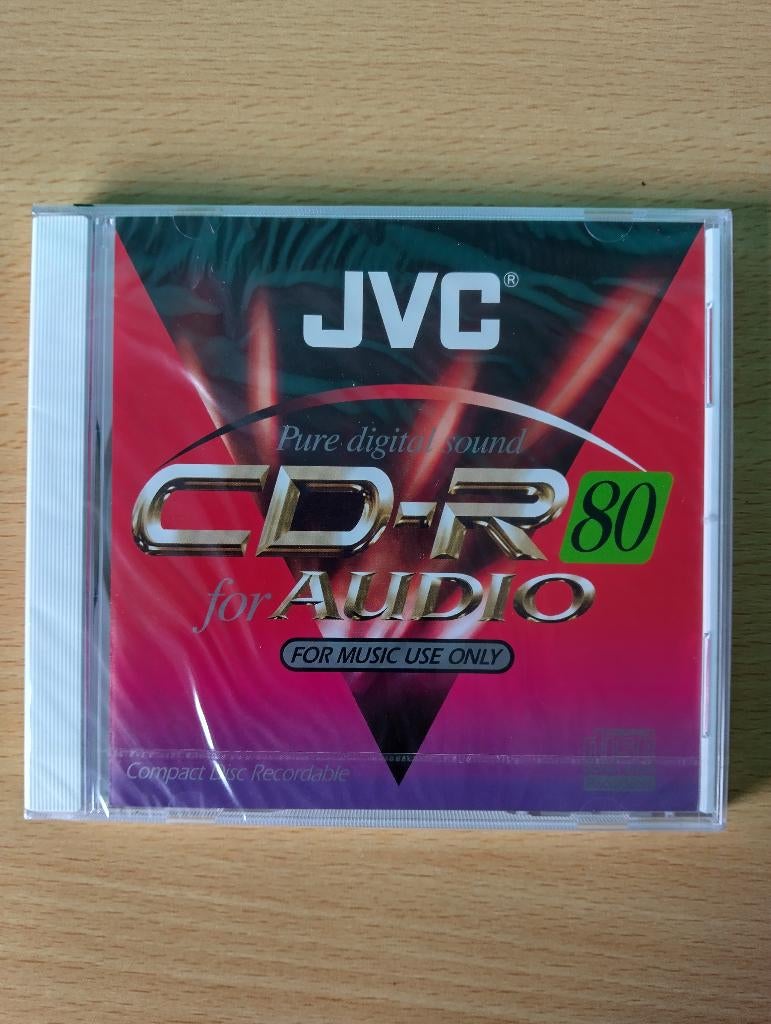 JVC®
Pure digital sound
CD-R 80
for AUDIO
FOR MUSIC USE ONLY
Compact Disc Recordable